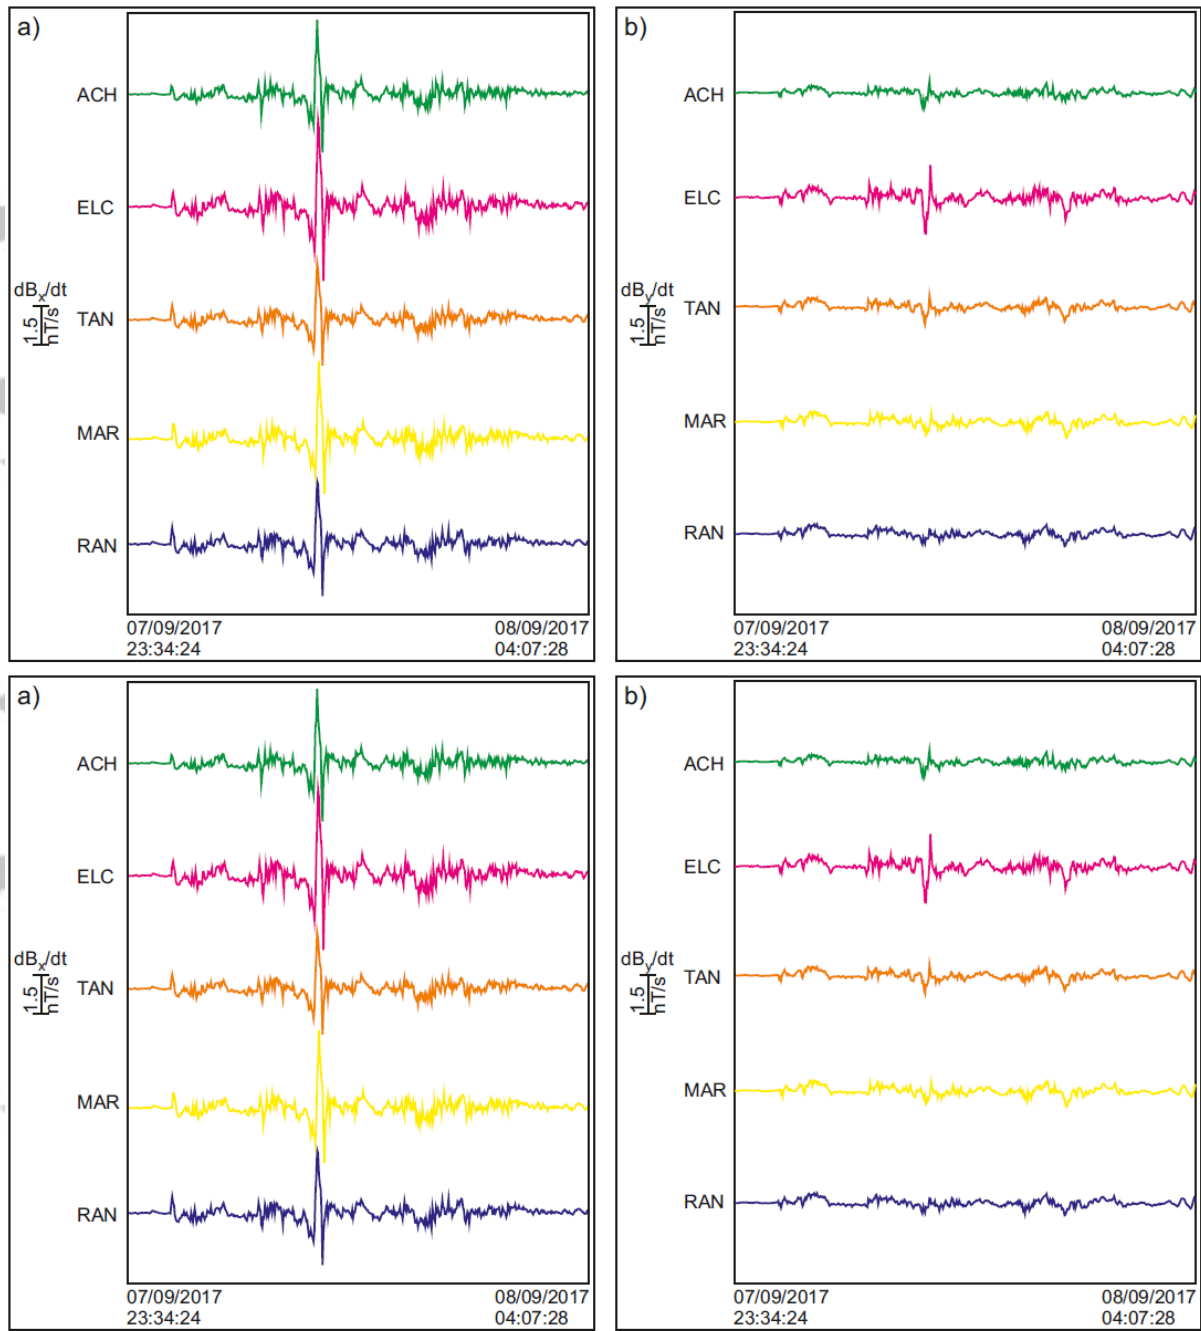 a)
ACH
ELC
dBx/dt
1.5
nT/s
TAN
MAR
RAN
07/09/2017
23:34:24
08/09/2017
04:07:28
b)
ACH
ELC
dBy/dt
1.5
nT/s
TAN
MAR
RAN
07/09/2017
23:34:24
08/09/2017
04:07:28
a)
ACH
ELC
dBx/dt
1.5
nT/s
TAN
MAR
RAN
07/09/2017
23:34:24
08/09/2017
04:07:28
b)
ACH
ELC
dBy/dt
1.5
nT/s
TAN
MAR
RAN
07/09/2017
23:34:24
08/09/2017
04:07:28